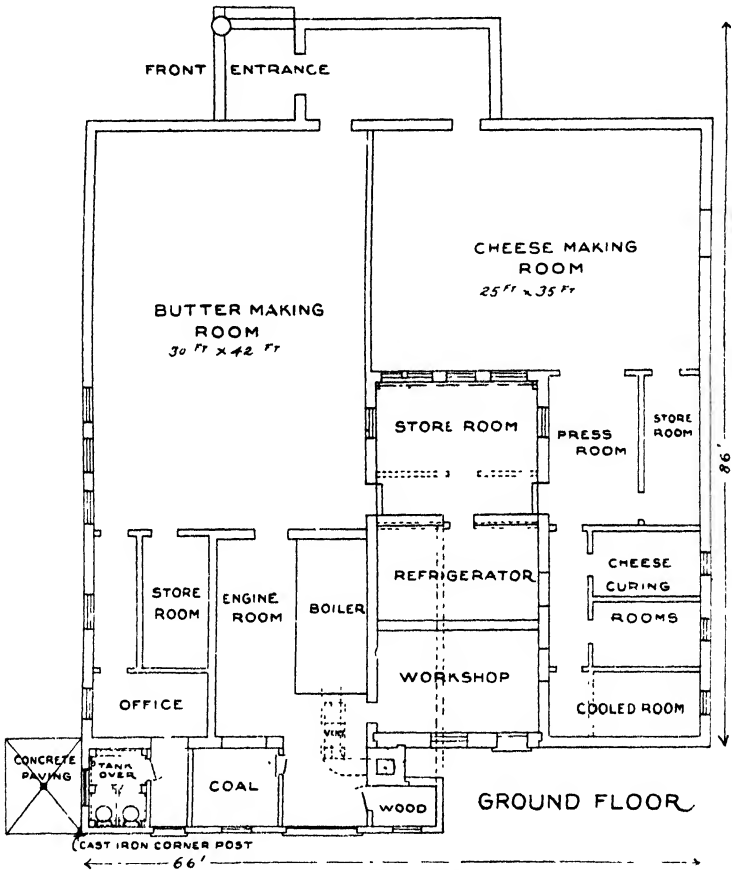 FRONT ENTRANCE
CHEESE MAKING
ROOM
25 FT x 35 FT
BUTTER MAKING
ROOM
30 FT x 42 FT
STORE ROOM
PRESS
ROOM
STORE
ROOM
86'
REFRIGERATOR
CHEESE
CURING
ROOMS
STORE
ROOM
ENGINE
ROOM
BOILER
WORKSHOP
OFFICE
COOLED ROOM
CONCRETE
PAVING
TANK
OVER
COAL
WOOD
GROUND FLOOR
CAST IRON CORNER POST
66'